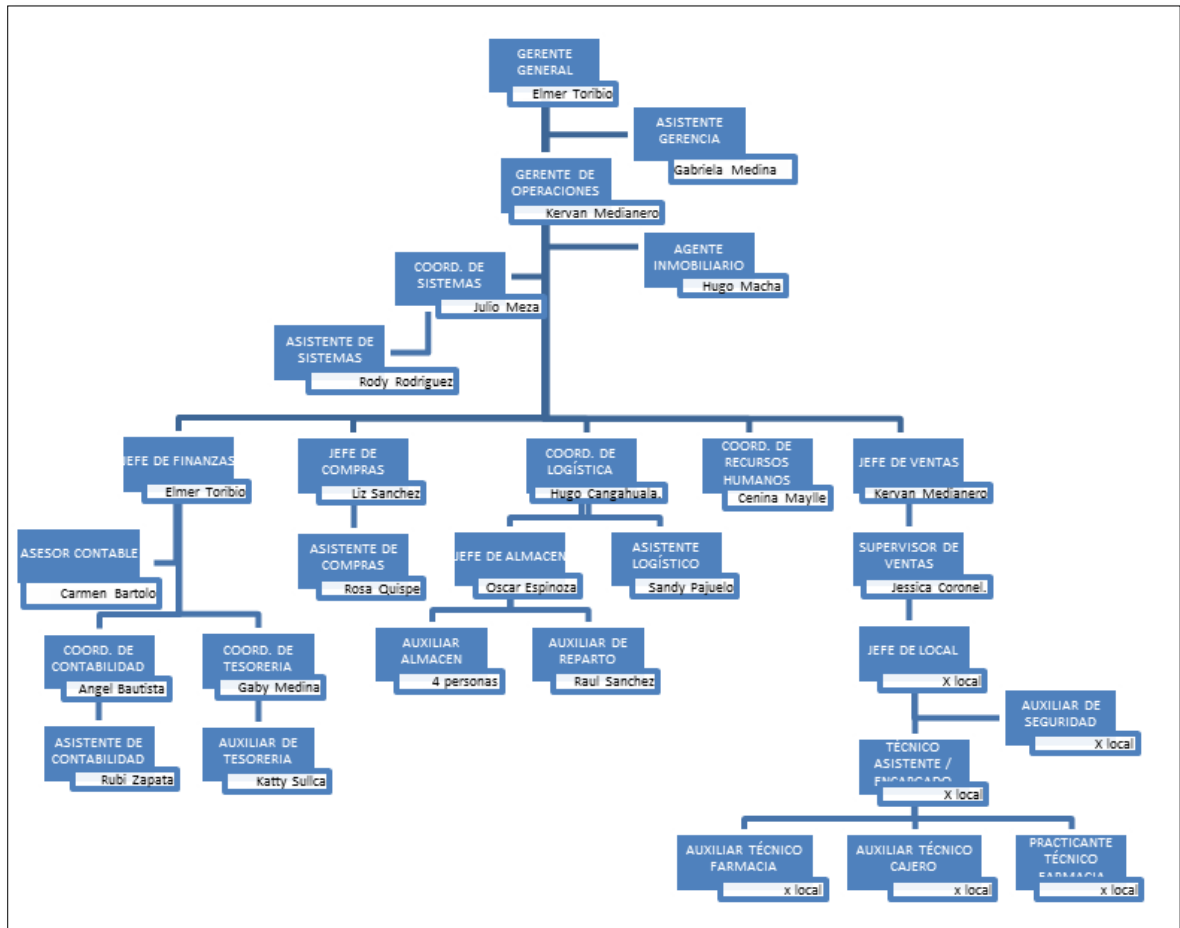 GERENTE
GENERAL
Elmer Toribio
ASISTENTE
GERENCIA
Gabriela Medina
GERENTE DE
OPERACIONES
Kervan Medianero
AGENTE
INMOBILIARIO
Hugo Macha
COORD. DE
SISTEMAS
Julio Meza
ASISTENTE DE
SISTEMAS
Rody Rodriguez
JEFE DE FINANZAS
Elmer Toribio
JEFE DE
COMPRAS
Liz Sanchez
COORD. DE
LOGÍSTICA
Hugo Cangahuala.
COORD. DE
RECURSOS
HUMANOS
Cenina Maylle
JEFE DE VENTAS
Kervan Medianero
ASESOR CONTABLE
Carmen Bartolo
ASISTENTE DE
COMPRAS
Rosa Quispe
JEFE DE ALMACEN
Oscar Espinoza
ASISTENTE
LOGÍSTICO
Sandy Pajuelo
SUPERVISOR DE
VENTAS
Jessica Coronel.
COORD. DE
CONTABILIDAD
Angel Bautista
COORD. DE
TESORERIA
Gaby Medina
AUXILIAR
ALMACEN
4 personas
AUXILIAR DE
REPARTO
Raul Sanchez
JEFE DE LOCAL
X local
AUXILIAR DE
SEGURIDAD
X local
ASISTENTE DE
CONTABILIDAD
Rubi Zapata
AUXILIAR DE
TESORERIA
Katty Sullca
TÉCNICO
ASISTENTE /
ENCARGADO
X local
AUXILIAR TÉCNICO
FARMACIA
x local
AUXILIAR TÉCNICO
CAJERO
x local
PRACTICANTE
TÉCNICO
FARMACIA
x local